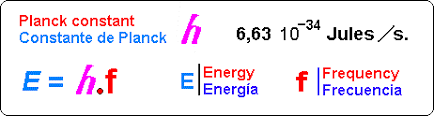 Planck constant
Constante de Planck
h 6,63 10⁻³⁴ Jules ⁄s.
E = h.f
E Energy
Energía
f Frequency
Frecuencia